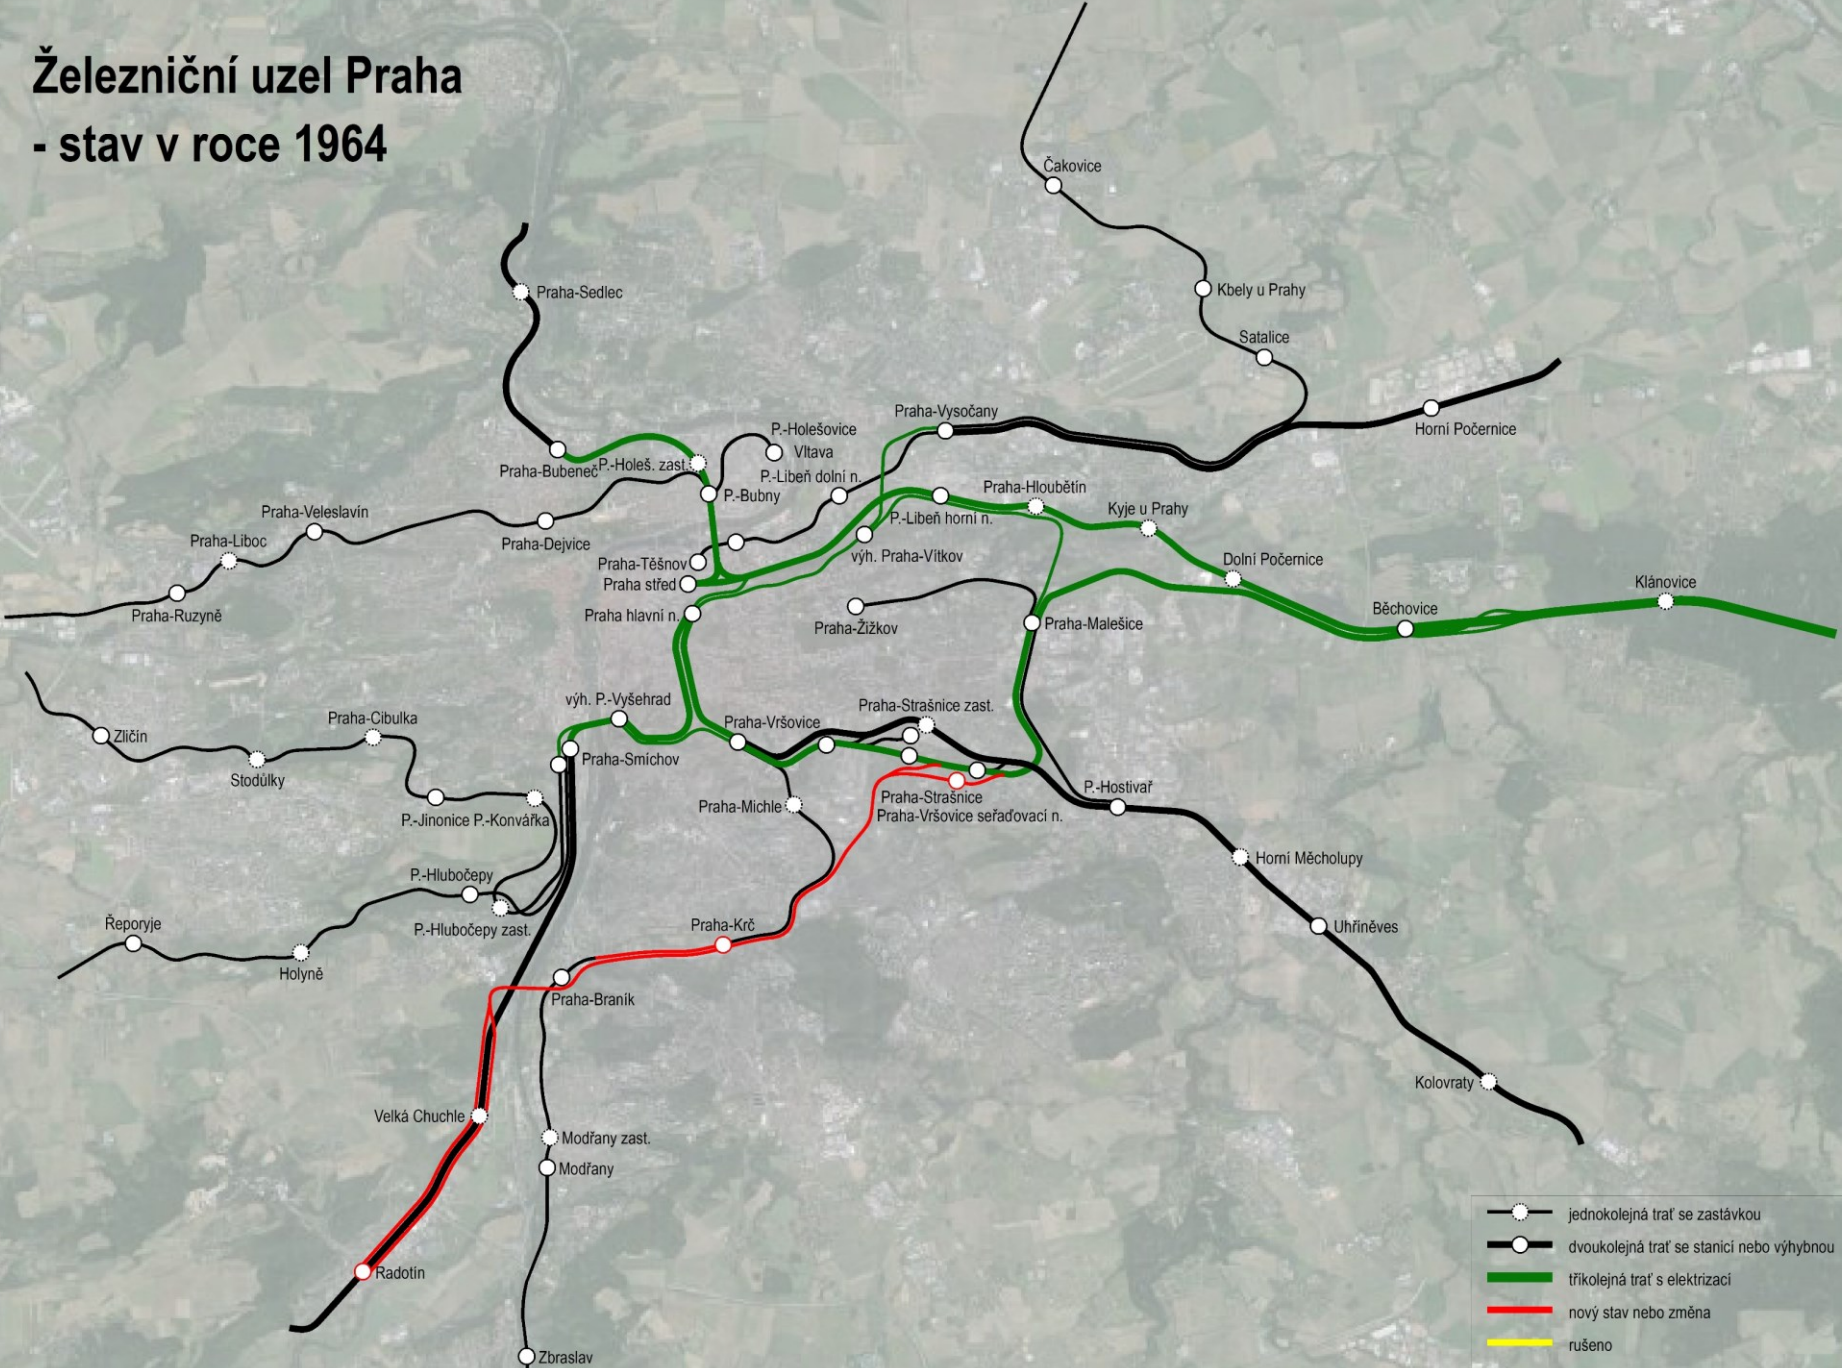 Železniční uzel Praha
- stav v roce 1964
Čakovice
Praha-Sedlec
Kbely u Prahy
Satalice
Praha-Vysočany
Horní Počernice
P.-Holešovice
Vltava
Praha-Bubeneč
P.-Holeš. zast.
P.-Libeň dolní n.
P.-Bubny
Praha-Hloubětín
Kyje u Prahy
P.-Libeň horní n.
Praha-Veleslavín
Praha-Liboc
Praha-Dejvice
výh. Praha-Vítkov
Praha-Těšnov
Dolní Počernice
Praha střed
Klánovice
Praha-Ruzyně
Praha hlavní n.
Praha-Žižkov
Praha-Malešice
Běchovice
výh. P.-Vyšehrad
Praha-Strašnice zast.
Praha-Cibulka
Praha-Vršovice
Zličín
Praha-Smíchov
Stodůlky
P.-Hostivař
Praha-Strašnice
Praha-Michle
Praha-Vršovice seřaďovací n.
P.-Jinonice
P.-Konvářka
Horní Měcholupy
P.-Hlubočepy
Řeporyje
P.-Hlubočepy zast.
Praha-Krč
Uhříněves
Holyně
Praha-Braník
Kolovraty
Velká Chuchle
Modřany zast.
Modřany
Radotín
Zbraslav
jednokolejná trať se zastávkou
dvoukolejná trať se stanicí nebo výhybnou
tříkolejná trať s elektrizací
nový stav nebo změna
rušeno